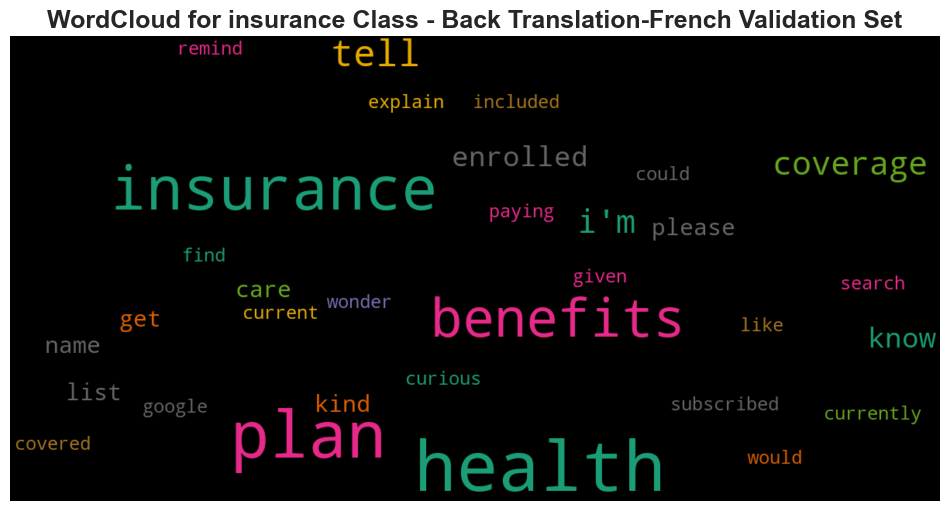 WordCloud for insurance Class - Back Translation-French Validation Set
remind
tell
explain
included
enrolled
coverage
could
insurance
paying
i'm
please
find
given
search
care
wonder
current
get
benefits
like
know
name
curious
list
kind
google
subscribed
currently
plan
covered
health
would